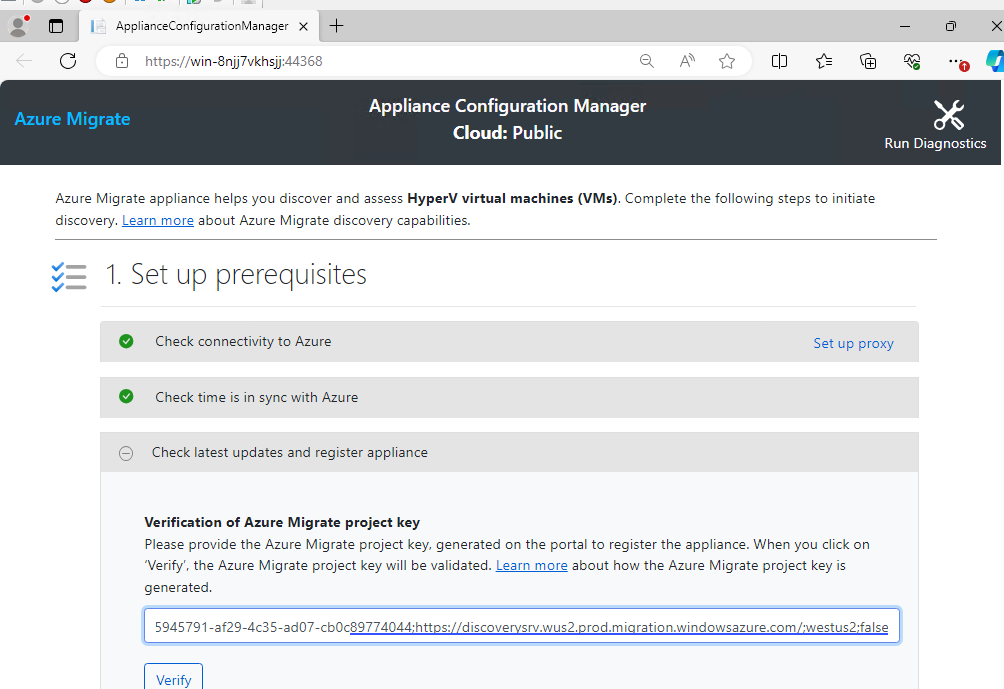 ApplianceConfigurationManager
https://win-8njj7vkhsjj:44368
Azure Migrate
Appliance Configuration Manager
Cloud: Public
Run Diagnostics
Azure Migrate appliance helps you discover and assess HyperV virtual machines (VMs). Complete the following steps to initiate
discovery. Learn more about Azure Migrate discovery capabilities.
1. Set up prerequisites
Check connectivity to Azure
Set up proxy
Check time is in sync with Azure
Check latest updates and register appliance
Verification of Azure Migrate project key
Please provide the Azure Migrate project key, generated on the portal to register the appliance. When you click on
‘Verify’, the Azure Migrate project key will be validated. Learn more about how the Azure Migrate project key is
generated.
5945791-af29-4c35-ad07-cb0c89774044;https://discoverysrv.wus2.prod.migration.windowsazure.com/;westus2;false
Verify